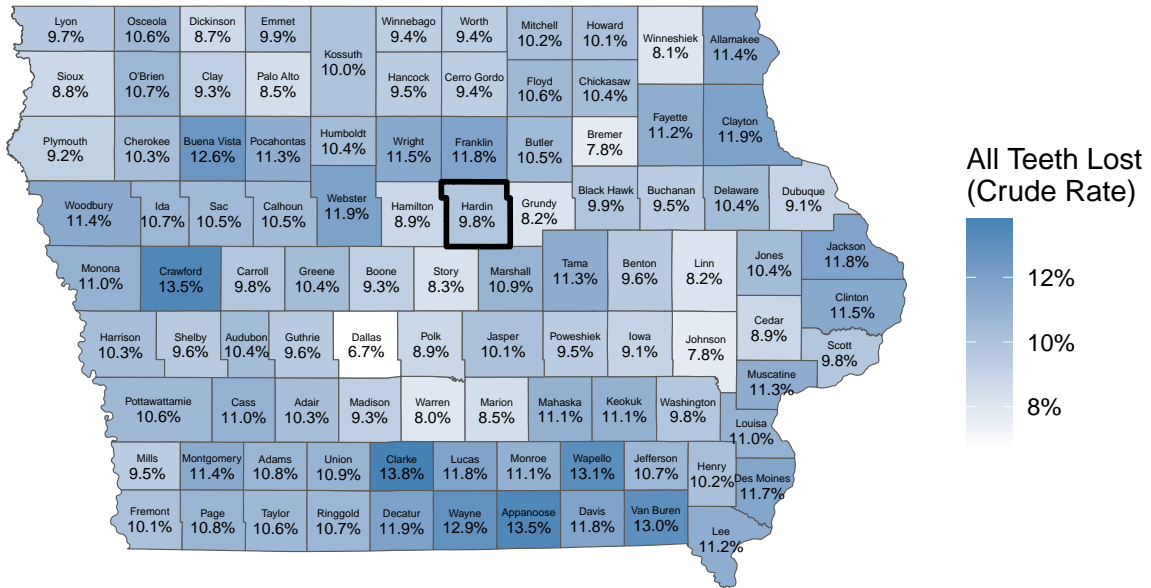 Lyon
9.7%
Osceola
10.6%
Dickinson
8.7%
Emmet
9.9%
Kossuth
10.0%
Winnebago
9.4%
Worth
9.4%
Mitchell
10.2%
Howard
10.1%
Winneshiek
8.1%
Allamakee
11.4%
Sioux
8.8%
O'Brien
10.7%
Clay
9.3%
Palo Alto
8.5%
Hancock
9.5%
Cerro Gordo
9.4%
Floyd
10.6%
Chickasaw
10.4%
Fayette
11.2%
Clayton
11.9%
Plymouth
9.2%
Cherokee
10.3%
Buena Vista
12.6%
Pocahontas
11.3%
Humboldt
10.4%
Wright
11.5%
Franklin
11.8%
Butler
10.5%
Bremer
7.8%
Woodbury
11.4%
Ida
10.7%
Sac
10.5%
Calhoun
10.5%
Webster
11.9%
Hamilton
8.9%
Hardin
9.8%
Grundy
8.2%
Black Hawk
9.9%
Buchanan
9.5%
Delaware
10.4%
Dubuque
9.1%
Monona
11.0%
Crawford
13.5%
Carroll
9.8%
Greene
10.4%
Boone
9.3%
Story
8.3%
Marshall
10.9%
Tama
11.3%
Benton
9.6%
Linn
8.2%
Jones
10.4%
Jackson
11.8%
Clinton
11.5%
Harrison
10.3%
Shelby
9.6%
Audubon
10.4%
Guthrie
9.6%
Dallas
6.7%
Polk
8.9%
Jasper
10.1%
Poweshiek
9.5%
Iowa
9.1%
Johnson
7.8%
Cedar
8.9%
Scott
9.8%
Muscatine
11.3%
Pottawattamie
10.6%
Cass
11.0%
Adair
10.3%
Madison
9.3%
Warren
8.0%
Marion
8.5%
Mahaska
11.1%
Keokuk
11.1%
Washington
9.8%
Louisa
11.0%
Mills
9.5%
Montgomery
11.4%
Adams
10.8%
Union
10.9%
Clarke
13.8%
Lucas
11.8%
Monroe
11.1%
Wapello
13.1%
Jefferson
10.7%
Henry
10.2%
Des Moines
11.7%
Fremont
10.1%
Page
10.8%
Taylor
10.6%
Ringgold
10.7%
Decatur
11.9%
Wayne
12.9%
Appanoose
13.5%
Davis
11.8%
Van Buren
13.0%
Lee
11.2%
All Teeth Lost
(Crude Rate)
12%
10%
8%